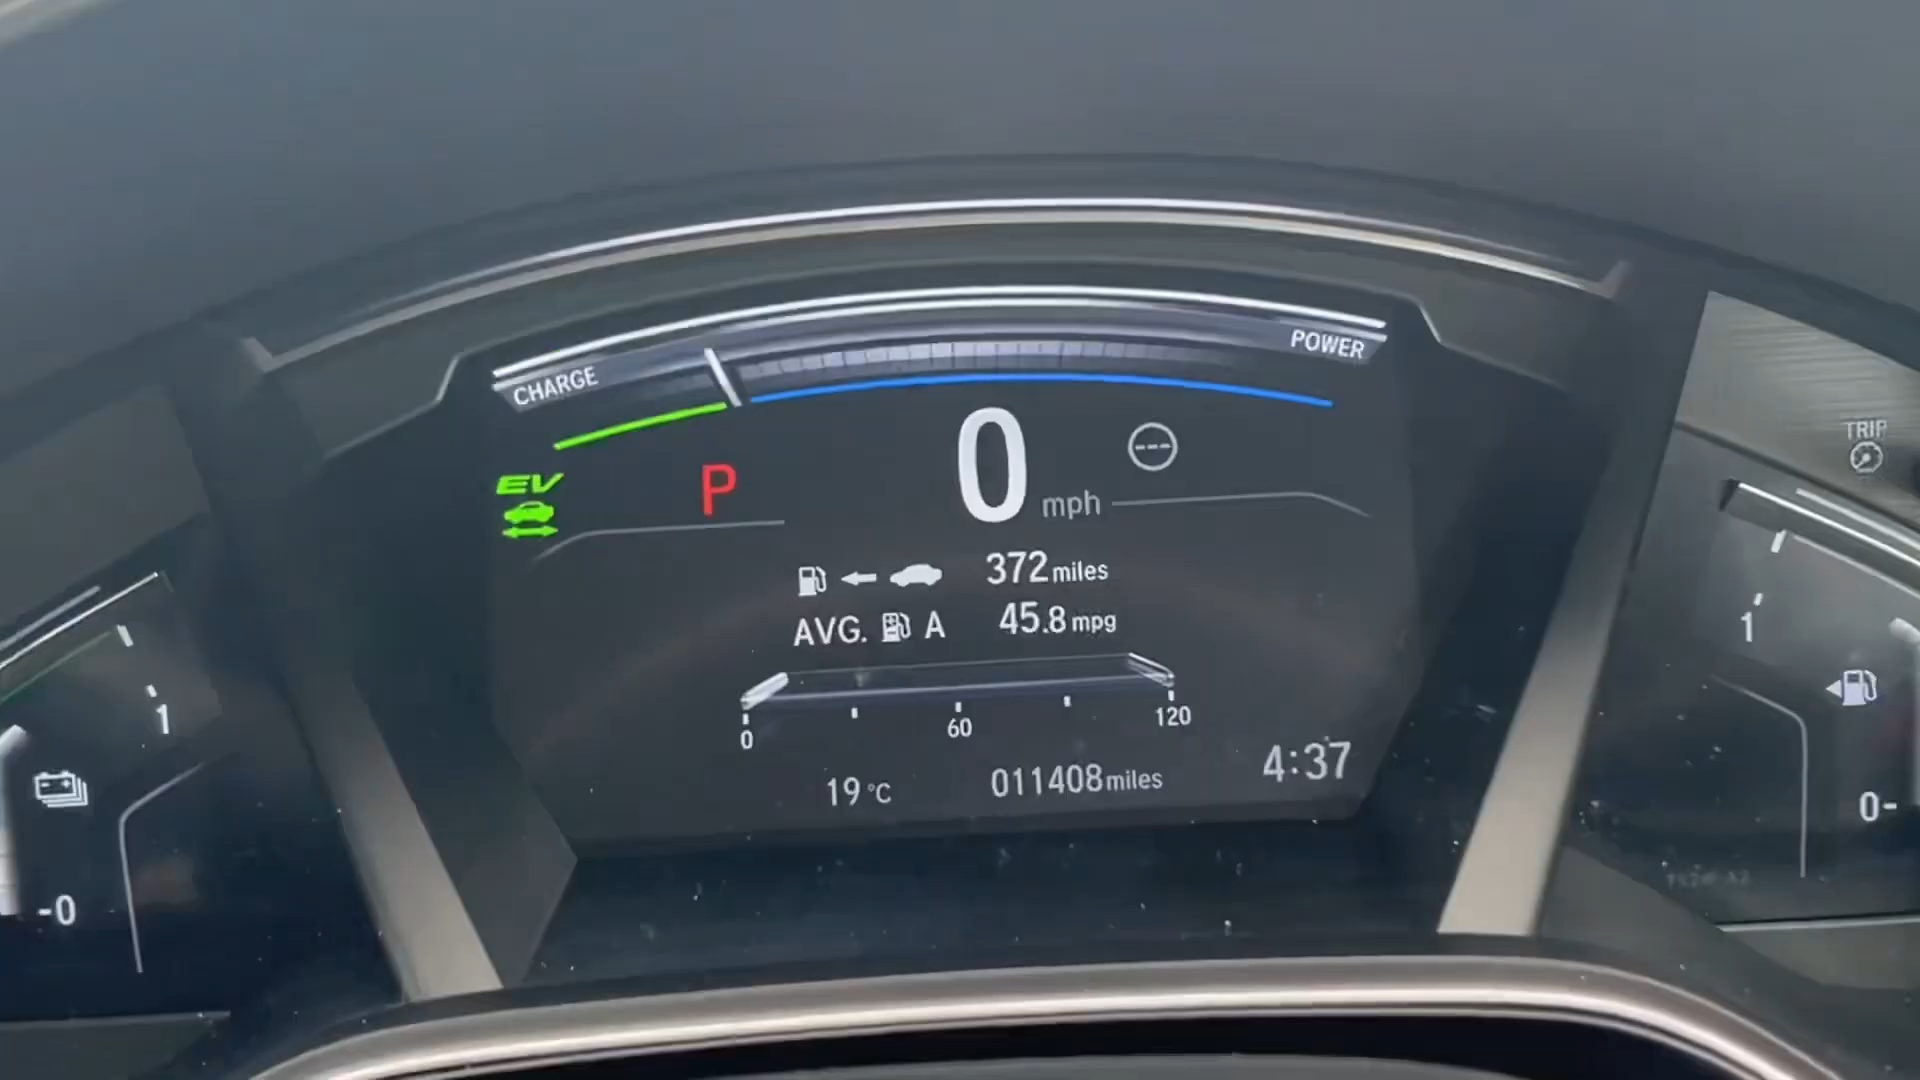 CHARGE
POWER
TRIP
EV
P
0 mph
372 miles
AVG. A 45.8 mpg
1
1
0
60
120
19 °C
011408 miles
4:37
0-
-0